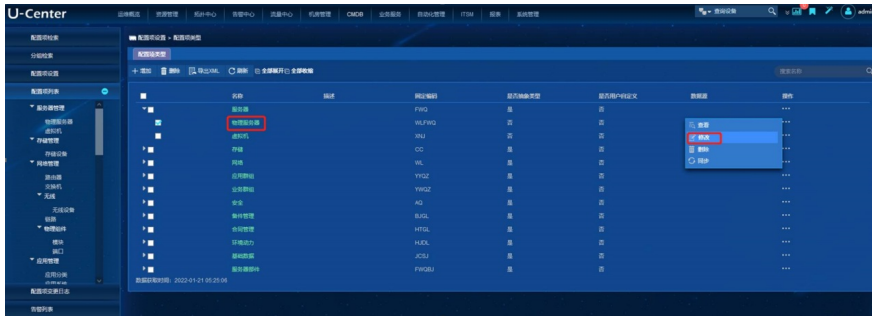 U-Center
运维概览 资源管理 拓扑中心 告警中心 流量中心 机房管理 CMDB 业务服务 自动化管理 ITSM 报表 系统管理
查询设备
admin
配置项检索
分组检索
配置项设置
配置项列表
服务器管理
物理服务器
虚拟机
存储管理
存储设备
网络管理
路由器
交换机
无线
无线设备
链路
物理组件
模块
端口
应用管理
应用分类
配置项变更日志
告警列表
配置项设置 > 配置项类型
配置项类型
增加 删除 导出XML 刷新 全部展开 全部收缩
搜索名称
名称 描述 固定编码 是否抽象类型 是否用户自定义 数据源 操作
服务器 FWQ 是 否 ...
物理服务器 WLFWQ 否 否
虚拟机 XNJ 否 否
存储 CC 是 否
网络 WL 是 否
应用群组 YYQZ 是 否 ...
业务群组 YWQZ 是 否 ...
安全 AQ 是 否 ...
备件管理 BJGL 是 否 ...
合同管理 HTGL 是 否 ...
环境动力 HJDL 是 否 ...
基础数据 JCSJ 是 否 ...
服务器部件 FWQBJ 是 否 ...
查看
修改
删除
同步
数据获取时间：2022-01-21 05:25:06